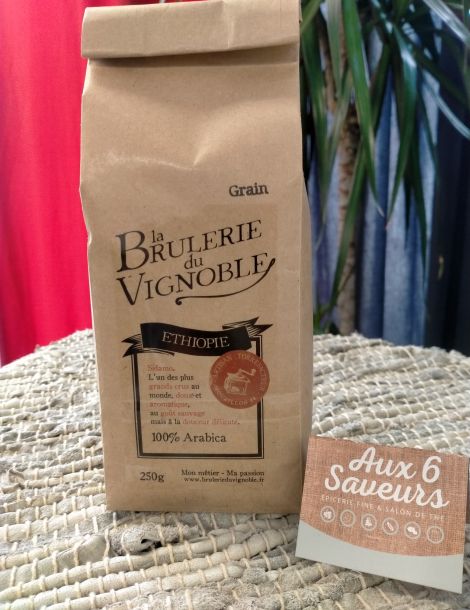 Grain
la
BRULERIE
du
VIGNOBLE
ETHIOPIE
Sidamo.
L'un des plus
grands crus au
monde, doux et
aromatique,
au goût sauvage
mais à la douceur délicate.
100% Arabica
250g
Mon métier - Ma passion
www.brulerieduvignoble.fr
Aux 6
Saveurs
EPICERIE FINE & SALON DE THÉ